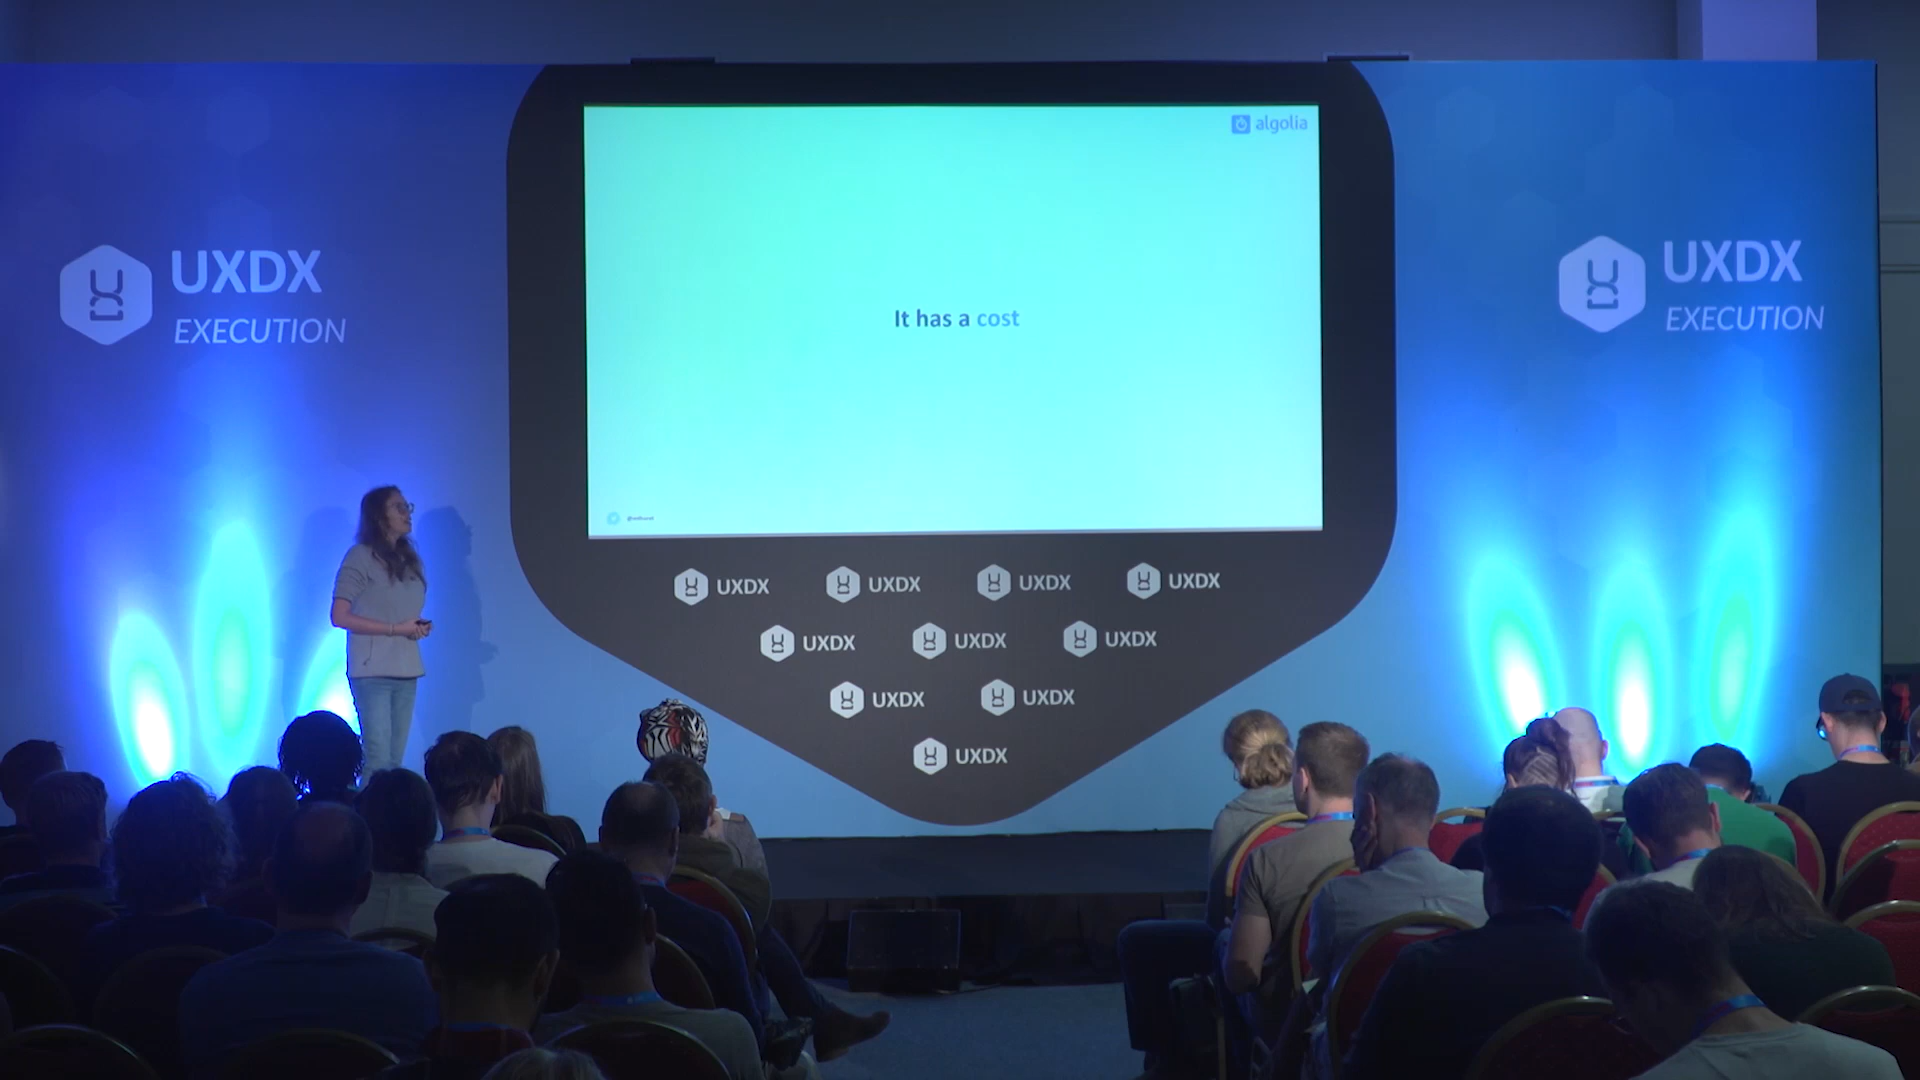 algolia
It has a cost
UXDX
EXECUTION
UXDX
EXECUTION
UXDX UXDX UXDX UXDX
UXDX UXDX UXDX
UXDX UXDX
UXDX